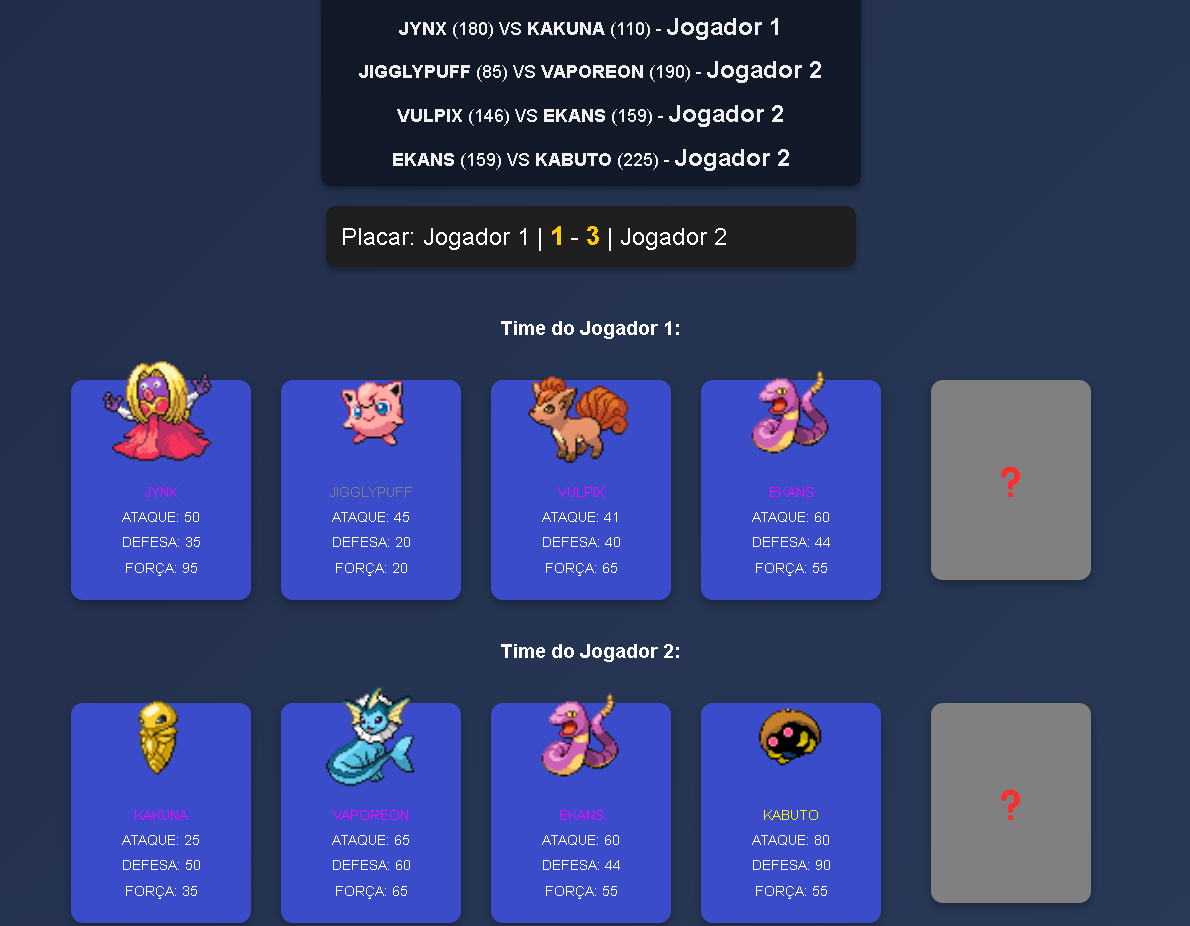 JYNX (180) VS KAKUNA (110) - Jogador 1
JIGGLYPUFF (85) VS VAPOREON (190) - Jogador 2
VULPIX (146) VS EKANS (159) - Jogador 2
EKANS (159) VS KABUTO (225) - Jogador 2
Placar: Jogador 1 | 1 - 3 | Jogador 2
Time do Jogador 1:
JYNX
ATAQUE: 50
DEFESA: 35
FORÇA: 95
JIGGLYPUFF
ATAQUE: 45
DEFESA: 20
FORÇA: 20
VULPIX
ATAQUE: 41
DEFESA: 40
FORÇA: 65
EKANS
ATAQUE: 60
DEFESA: 44
FORÇA: 55
?
Time do Jogador 2:
KAKUNA
ATAQUE: 25
DEFESA: 50
FORÇA: 35
VAPOREON
ATAQUE: 65
DEFESA: 60
FORÇA: 65
EKANS
ATAQUE: 60
DEFESA: 44
FORÇA: 55
KABUTO
ATAQUE: 80
DEFESA: 90
FORÇA: 55
?